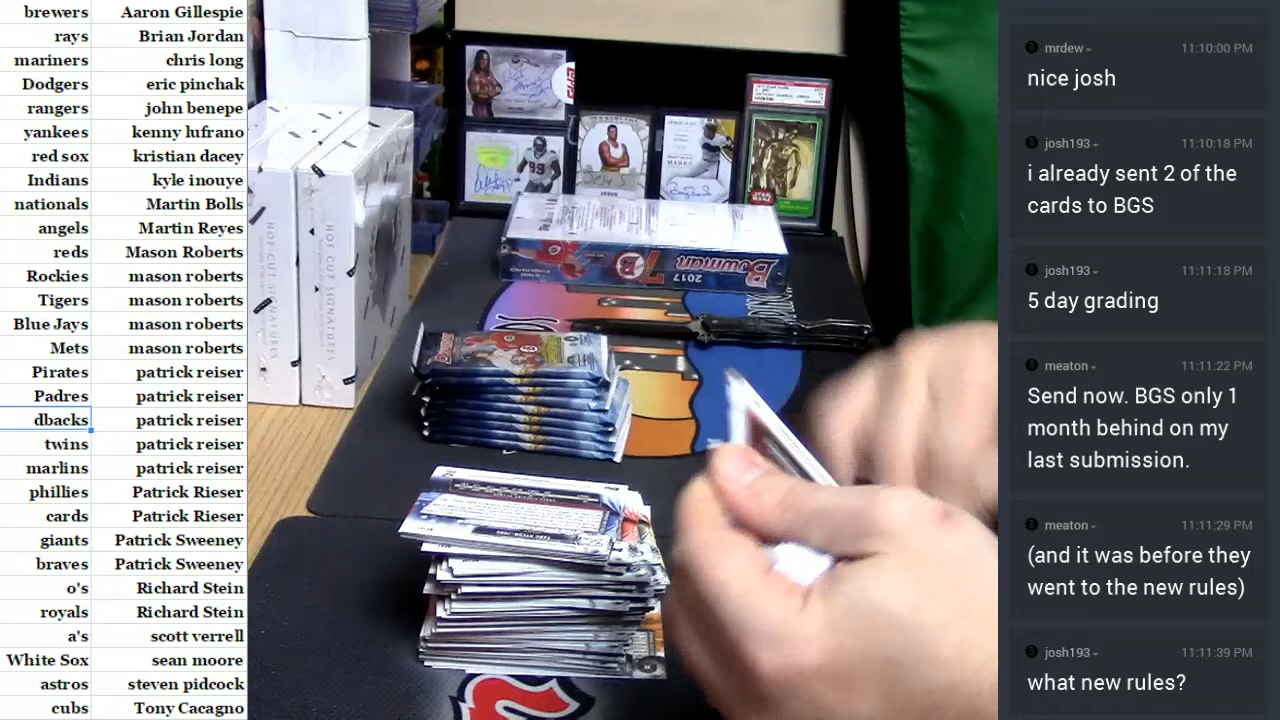 brewers Aaron Gillespie
rays Brian Jordan
mariners chris long
Dodgers eric pinchak
rangers john benepe
yankees kenny lufrano
red sox kristian dacey
Indians kyle inouye
nationals Martin Bolls
angels Martin Reyes
reds Mason Roberts
Rockies mason roberts
Tigers mason roberts
Blue Jays mason roberts
Mets mason roberts
Pirates patrick reiser
Padres patrick reiser
dbacks patrick reiser
twins patrick reiser
marlins patrick reiser
phillies Patrick Rieser
cards Patrick Rieser
giants Patrick Sweeney
braves Patrick Sweeney
o's Richard Stein
royals Richard Stein
a's scott verrell
White Sox sean moore
astros steven pidcock
cubs Tony Cacagno
HOF CUT SIGNATURES
HOF CUT SIGNATURES
STAR WARS
2017 Bowman
mrdew 11:10:00 PM
nice josh
josh193 11:10:18 PM
i already sent 2 of the
cards to BGS
josh193 11:11:18 PM
5 day grading
meaton 11:11:22 PM
Send now. BGS only 1
month behind on my
last submission.
meaton 11:11:29 PM
(and it was before they
went to the new rules)
josh193 11:11:39 PM
what new rules?